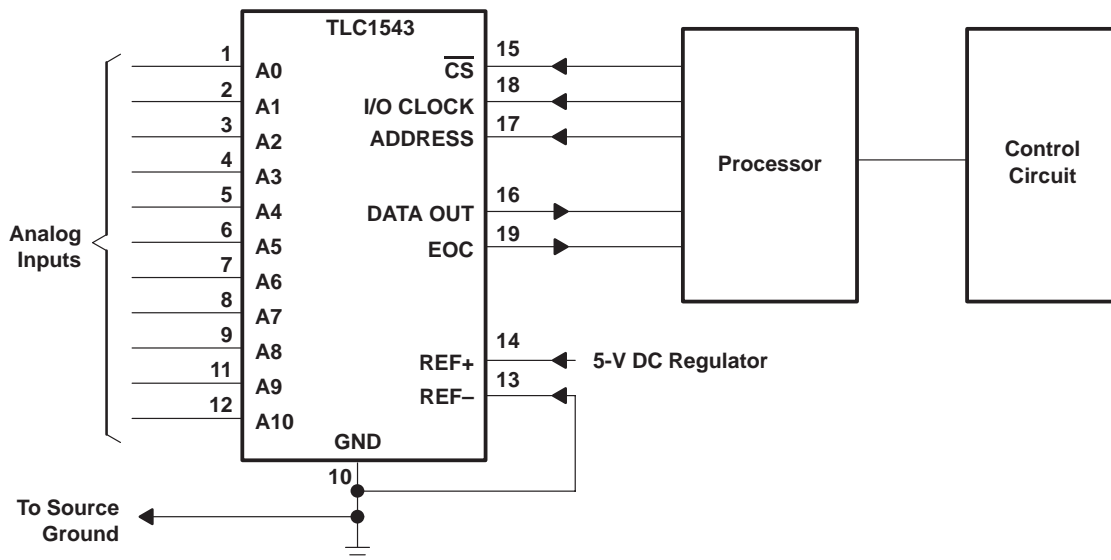 TLC1543
1
A0
2
A1
3
A2
4
A3
5
A4
6
A5
7
A6
8
A7
9
A8
11
A9
12
A10
Analog
Inputs
15
CS
18
I/O CLOCK
17
ADDRESS
16
DATA OUT
19
EOC
14
REF+
5-V DC Regulator
13
REF–
GND
10
To Source
Ground
Processor
Control
Circuit